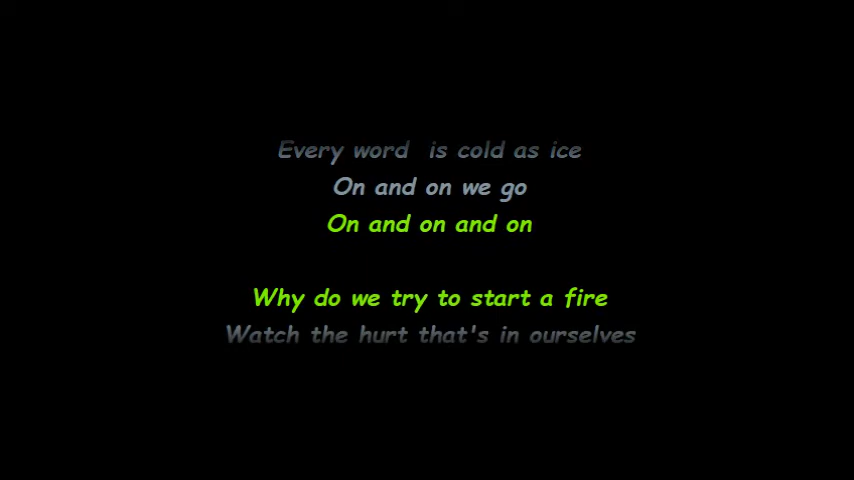 Every word  is cold as ice
On and on we go
On and on and on
Why do we try to start a fire
Watch the hurt that's in ourselves